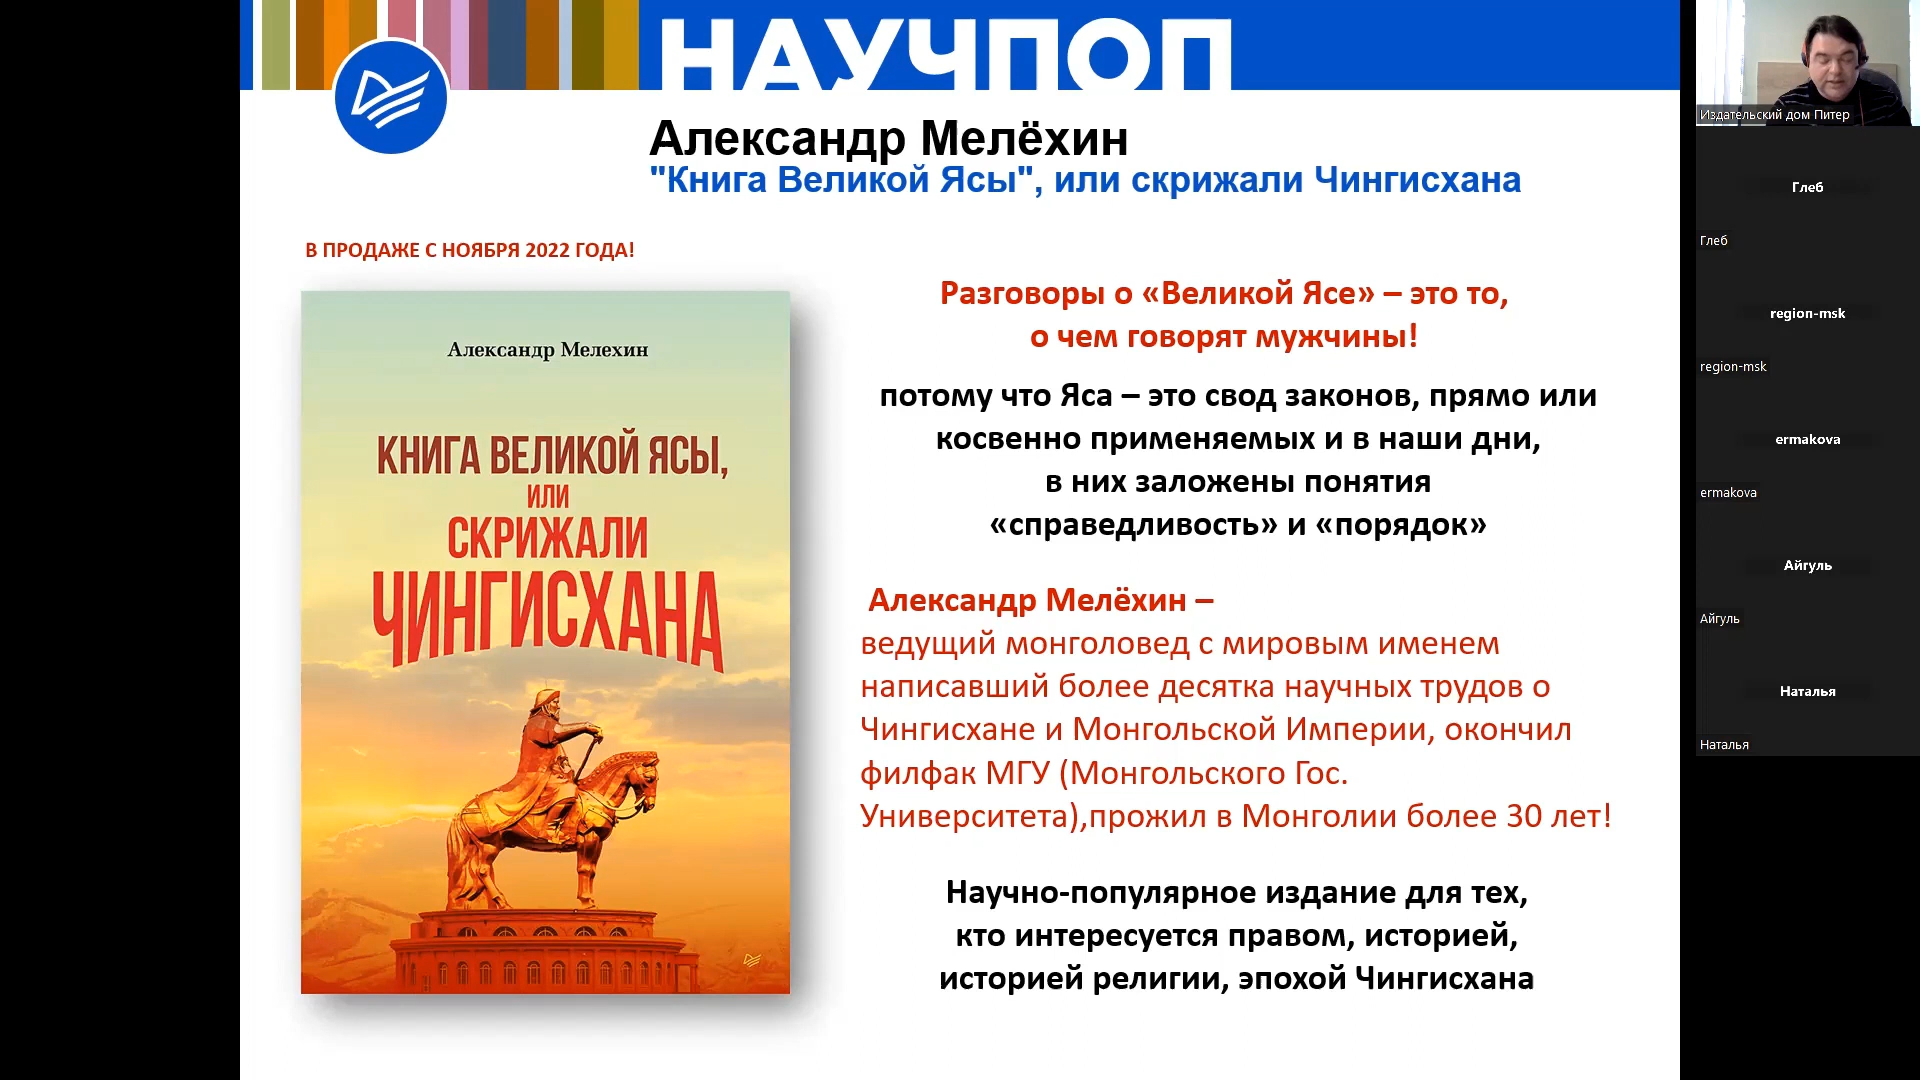 НАУЧПОП
Александр Мелёхин
"Книга Великой Ясы", или скрижали Чингисхана
В ПРОДАЖЕ С НОЯБРЯ 2022 ГОДА!
Александр Мелехин
КНИГА ВЕЛИКОЙ ЯСЫ,
ИЛИ
СКРИЖАЛИ
ЧИНГИСХАНА
Разговоры о «Великой Ясе» – это то,
о чем говорят мужчины!
потому что Яса – это свод законов, прямо или
косвенно применяемых и в наши дни,
в них заложены понятия
«справедливость» и «порядок»
Александр Мелёхин –
ведущий монголовед с мировым именем
написавший более десятка научных трудов о
Чингисхане и Монгольской Империи, окончил
филфак МГУ (Монгольского Гос.
Университета),прожил в Монголии более 30 лет!
Научно-популярное издание для тех,
кто интересуется правом, историей,
историей религии, эпохой Чингисхана
Издательский дом Питер
Глеб
Глеб
region-msk
region-msk
ermakova
ermakova
Айгуль
Айгуль
Наталья
Наталья